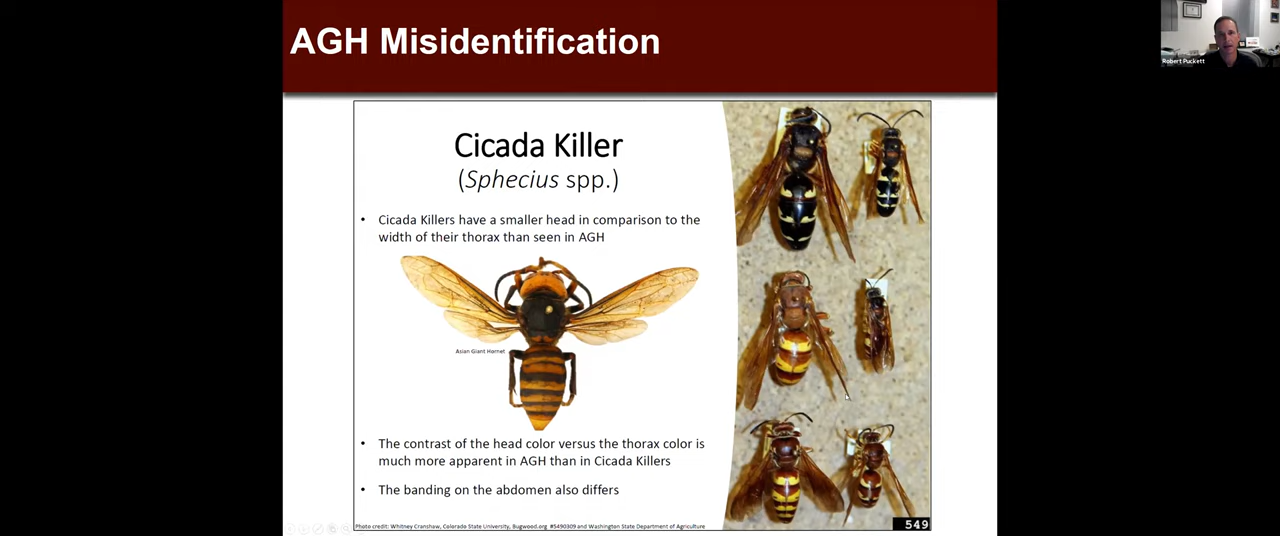 AGH Misidentification
Robert Puckett
Cicada Killer
(Sphecius spp.)
• Cicada Killers have a smaller head in comparison to the
width of their thorax than seen in AGH
Asian Giant Hornet
• The contrast of the head color versus the thorax color is
much more apparent in AGH than in Cicada Killers
• The banding on the abdomen also differs
Photo credit: Whitney Cranshaw, Colorado State University, Bugwood.org #5490309 and Washington State Department of Agriculture
549